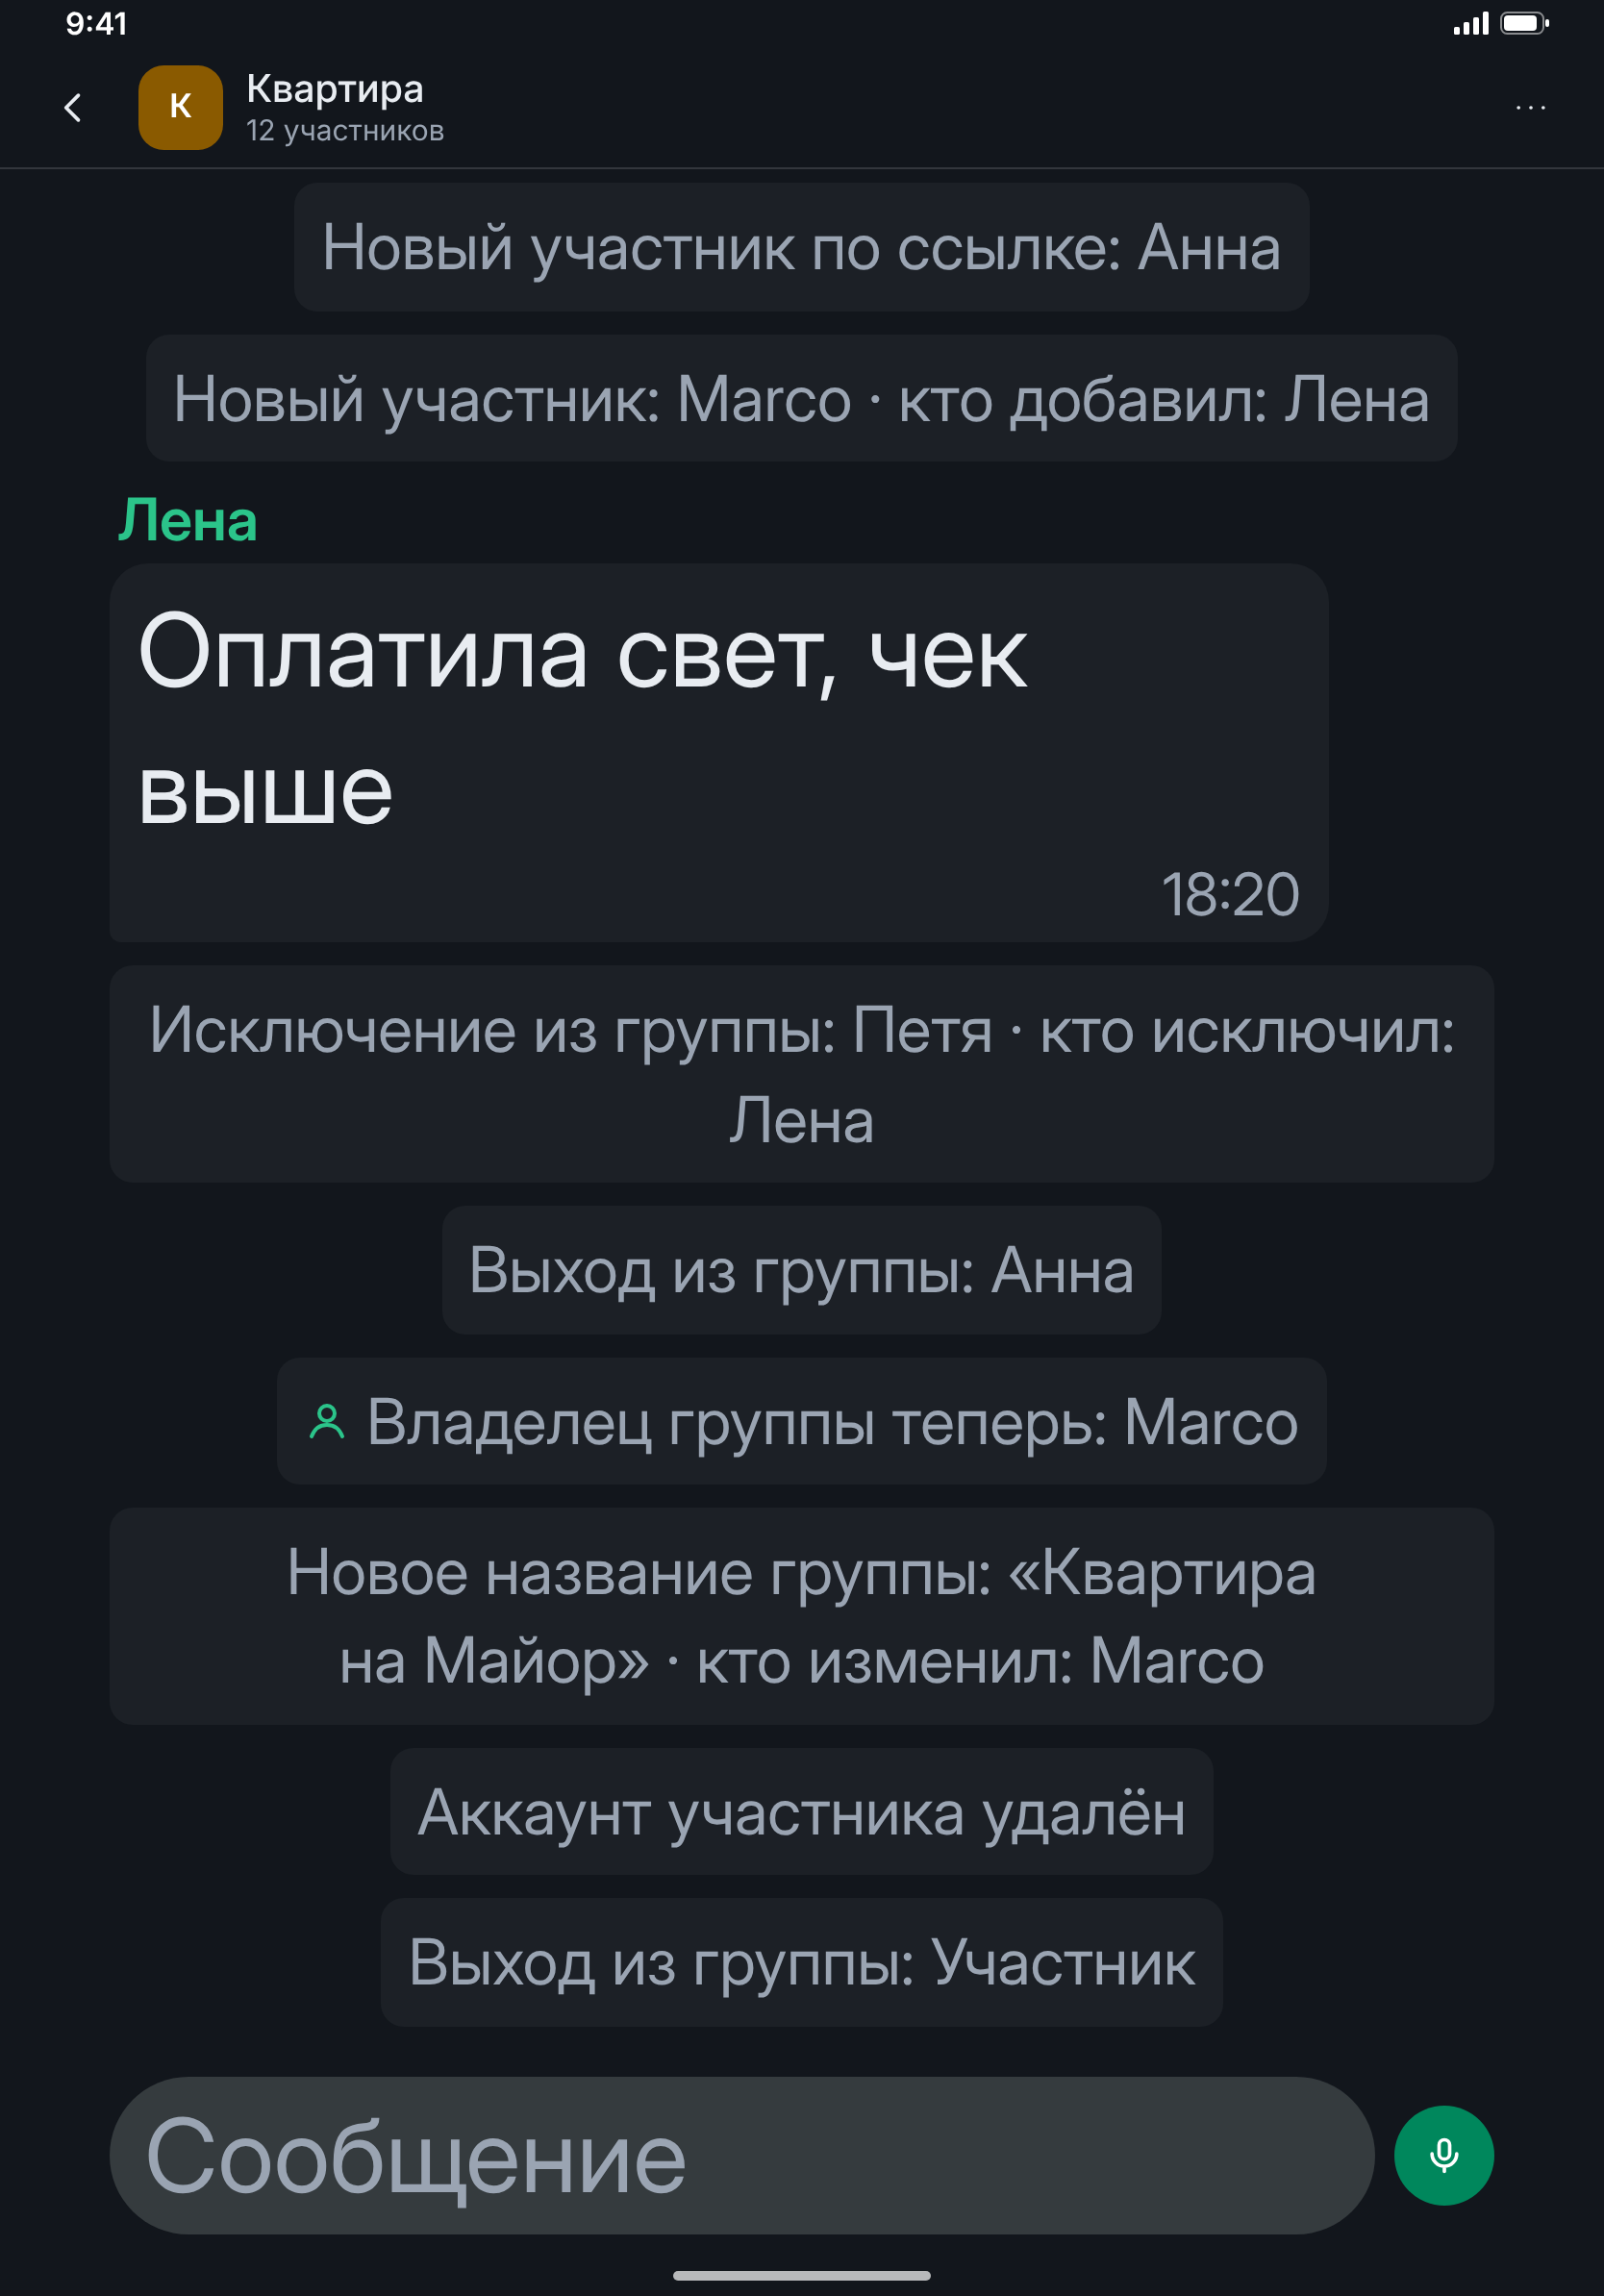 9:41
К
Квартира
12 участников
Новый участник по ссылке: Анна
Новый участник: Marco · кто добавил: Лена
Лена
Оплатила свет, чек
выше
18:20
Исключение из группы: Петя · кто исключил:
Лена
Выход из группы: Анна
Владелец группы теперь: Marco
Новое название группы: «Квартира
на Майор» · кто изменил: Marco
Аккаунт участника удалён
Выход из группы: Участник
Сообщение